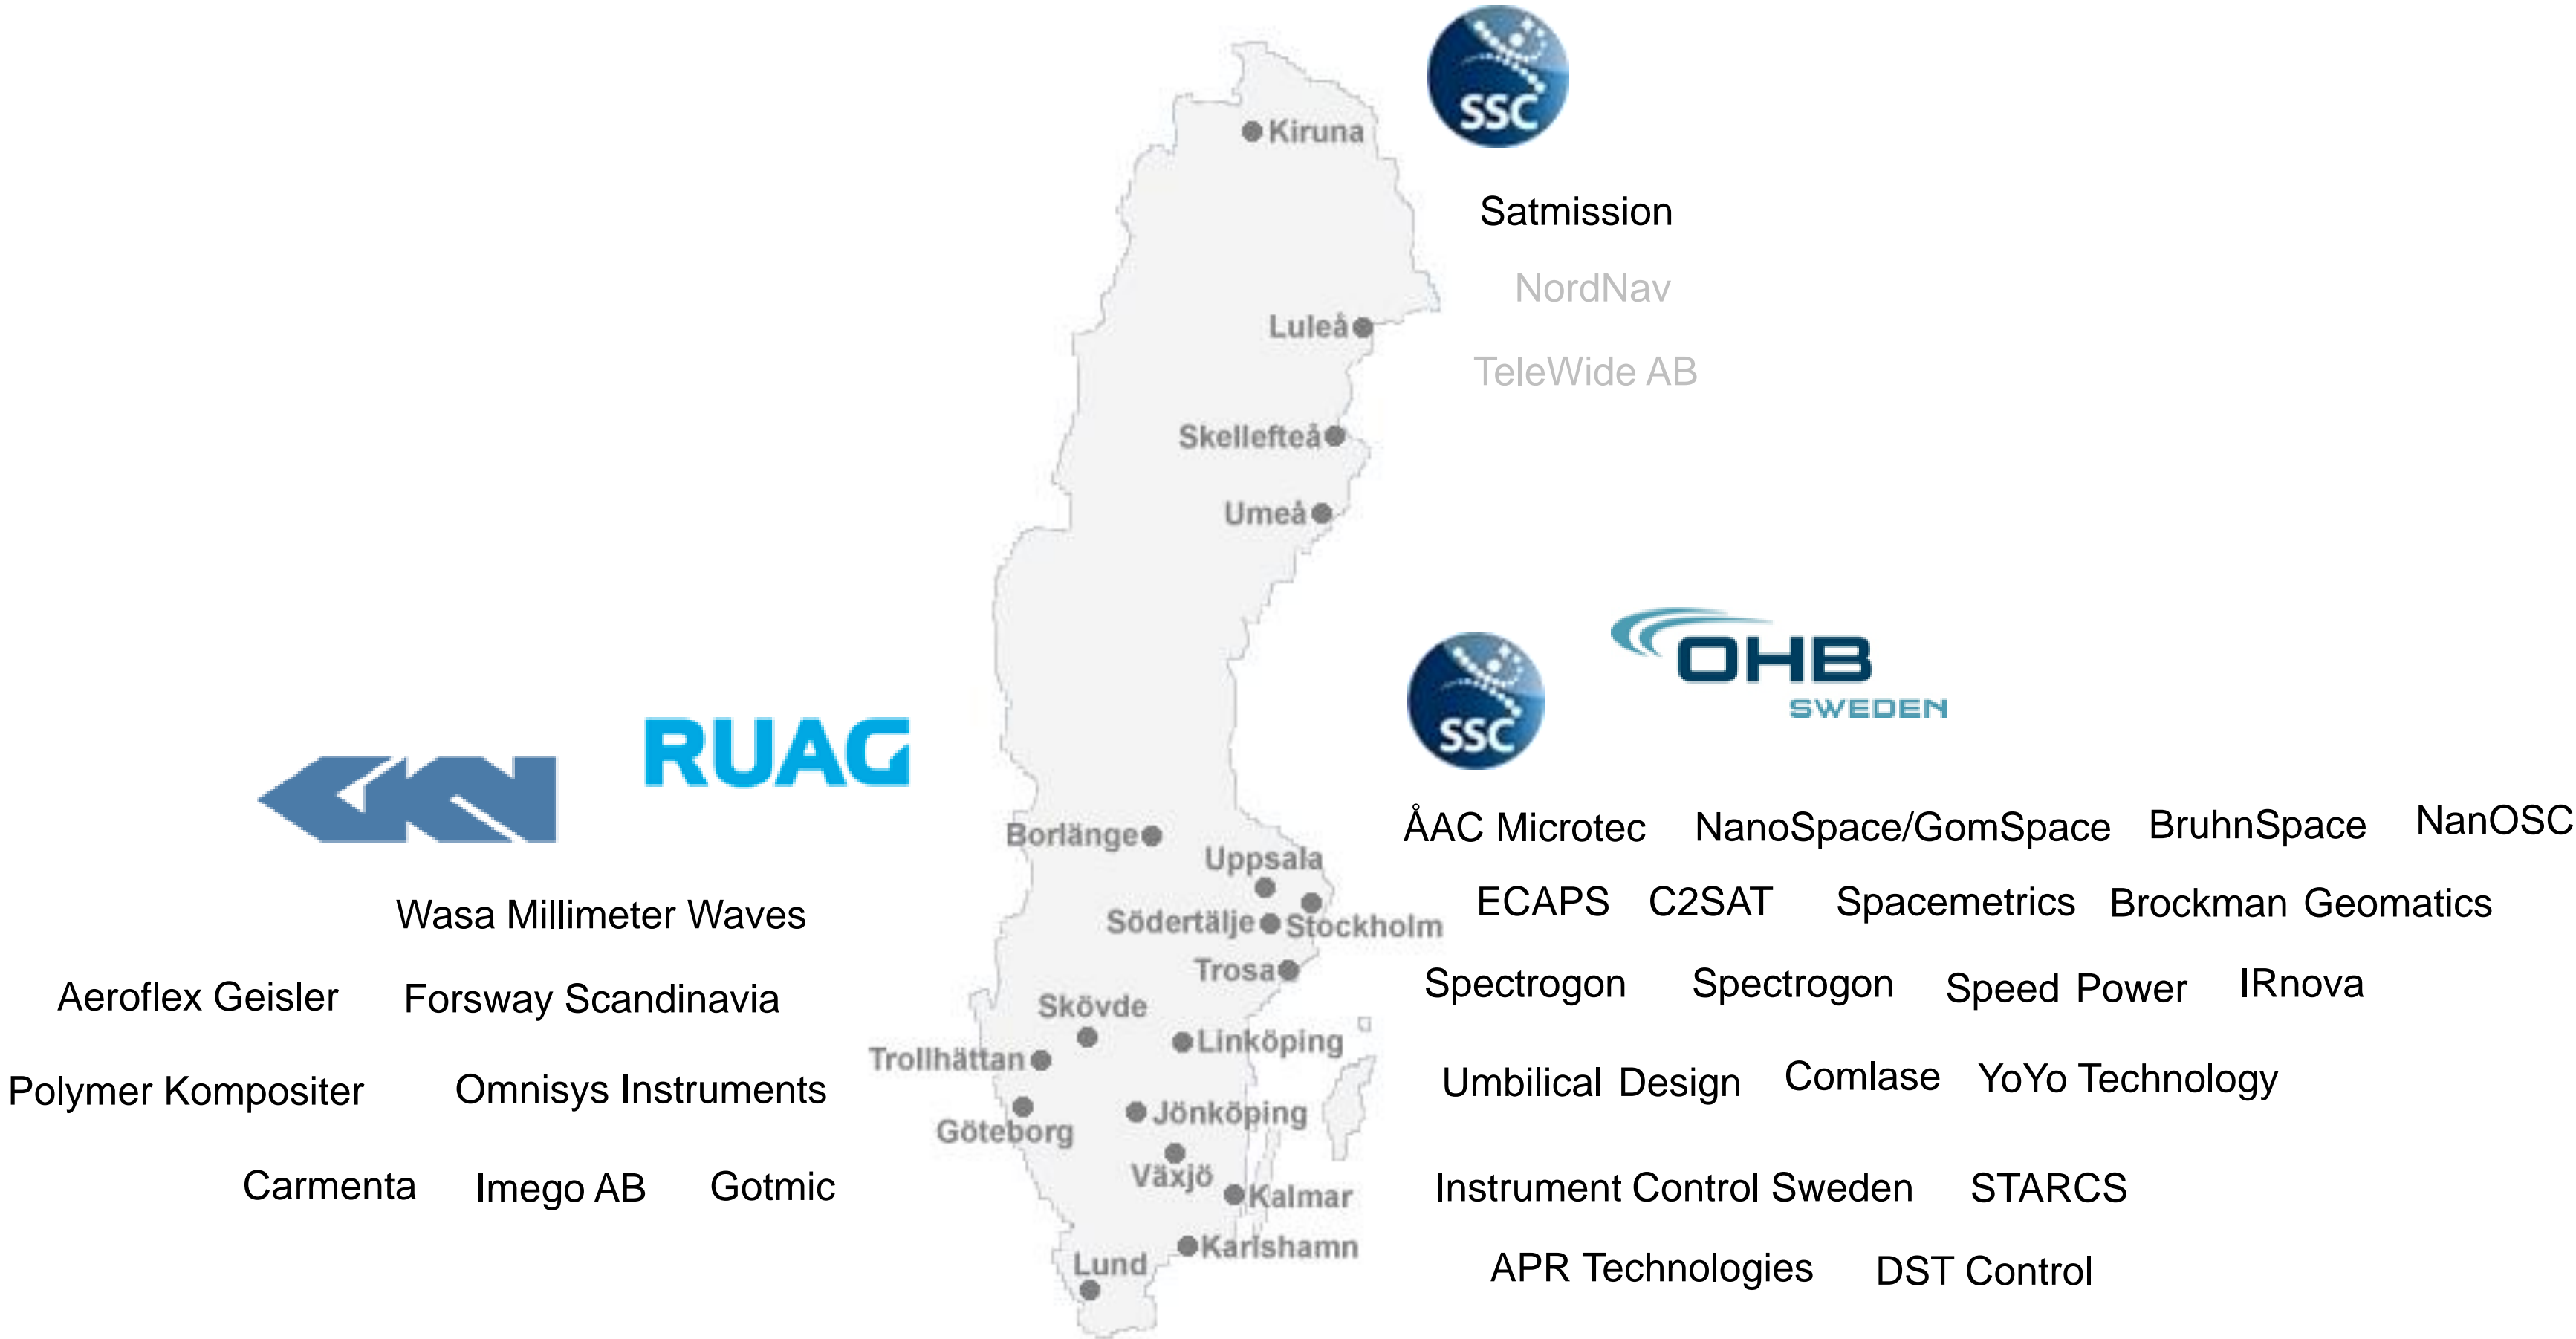 SSC
Kiruna
Satmission
NordNav
Luleå
TeleWide AB
Skellefteå
Umeå
OHB
SWEDEN
SSC
RUAG
GKN
Borlänge
Uppsala
Södertälje
Stockholm
Trosa
Skövde
Linköping
Trollhättan
Jönköping
Göteborg
Växjö
Kalmar
Karlshamn
Lund
Wasa Millimeter Waves
Aeroflex Geisler Forsway Scandinavia
Polymer Kompositer Omnisys Instruments
Carmenta Imego AB Gotmic
ÅAC Microtec NanoSpace/GomSpace BruhnSpace NanOSC
ECAPS C2SAT Spacemetrics Brockman Geomatics
Spectrogon Spectrogon Speed Power IRnova
Umbilical Design Comlase YoYo Technology
Instrument Control Sweden STARCS
APR Technologies DST Control